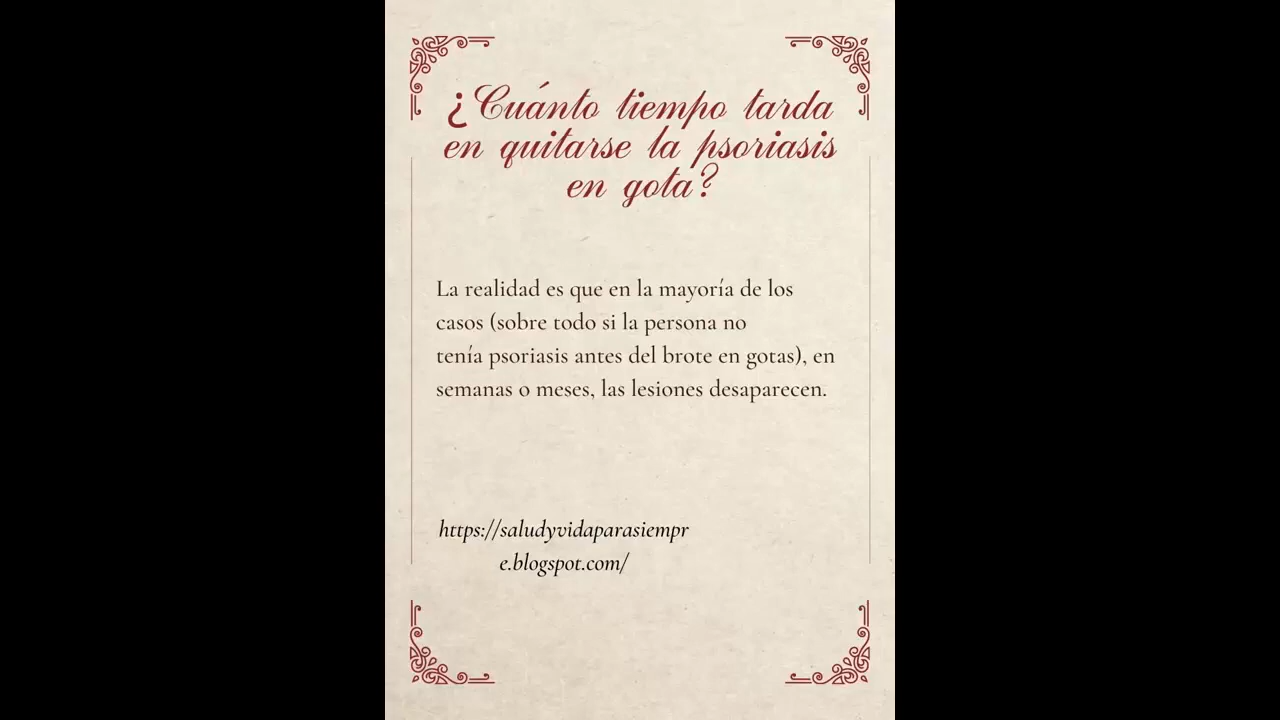 ¿Cuánto tiempo tarda
en quitarse la psoriasis
en gota?
La realidad es que en la mayoría de los
casos (sobre todo si la persona no
tenía psoriasis antes del brote en gotas), en
semanas o meses, las lesiones desaparecen.
https://saludyvidaparasiempr
e.blogspot.com/